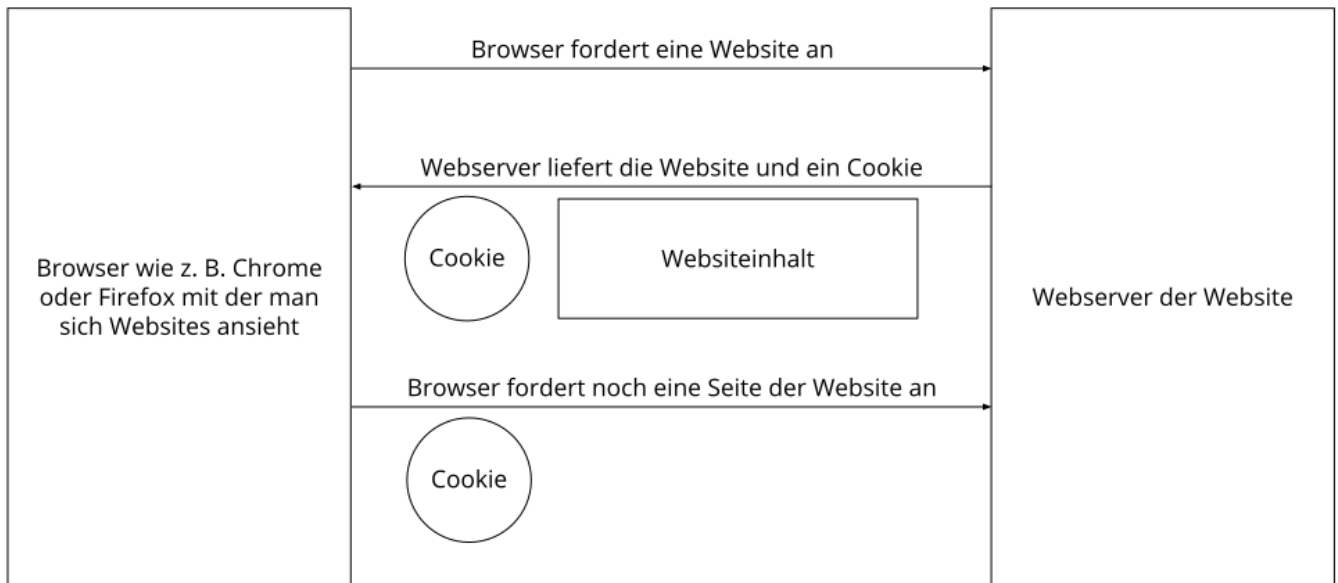 Browser fordert eine Website an
Webserver liefert die Website und ein Cookie
Cookie
Websiteinhalt
Browser wie z. B. Chrome
oder Firefox mit der man
sich Websites ansieht
Webserver der Website
Browser fordert noch eine Seite der Website an
Cookie